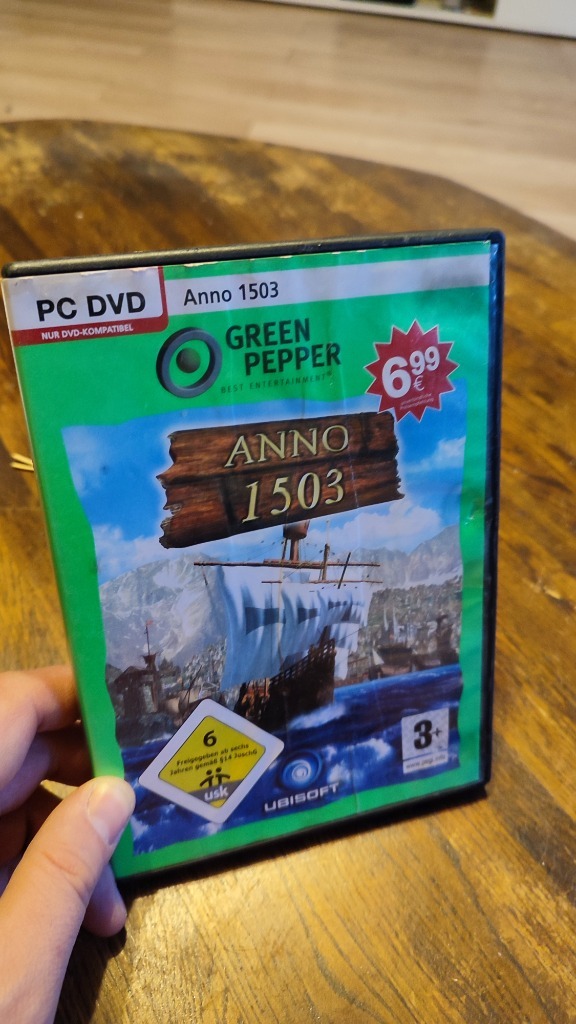 PC DVD
NUR DVD-KOMPATIBEL
Anno 1503
GREEN
PEPPER
BEST ENTERTAINMENT
6,99
€
ANNO
1503
6
Freigegeben ab sechs
Jahren gemäß §14 JuschG
usk
UBISOFT
3+
www.pegi.info